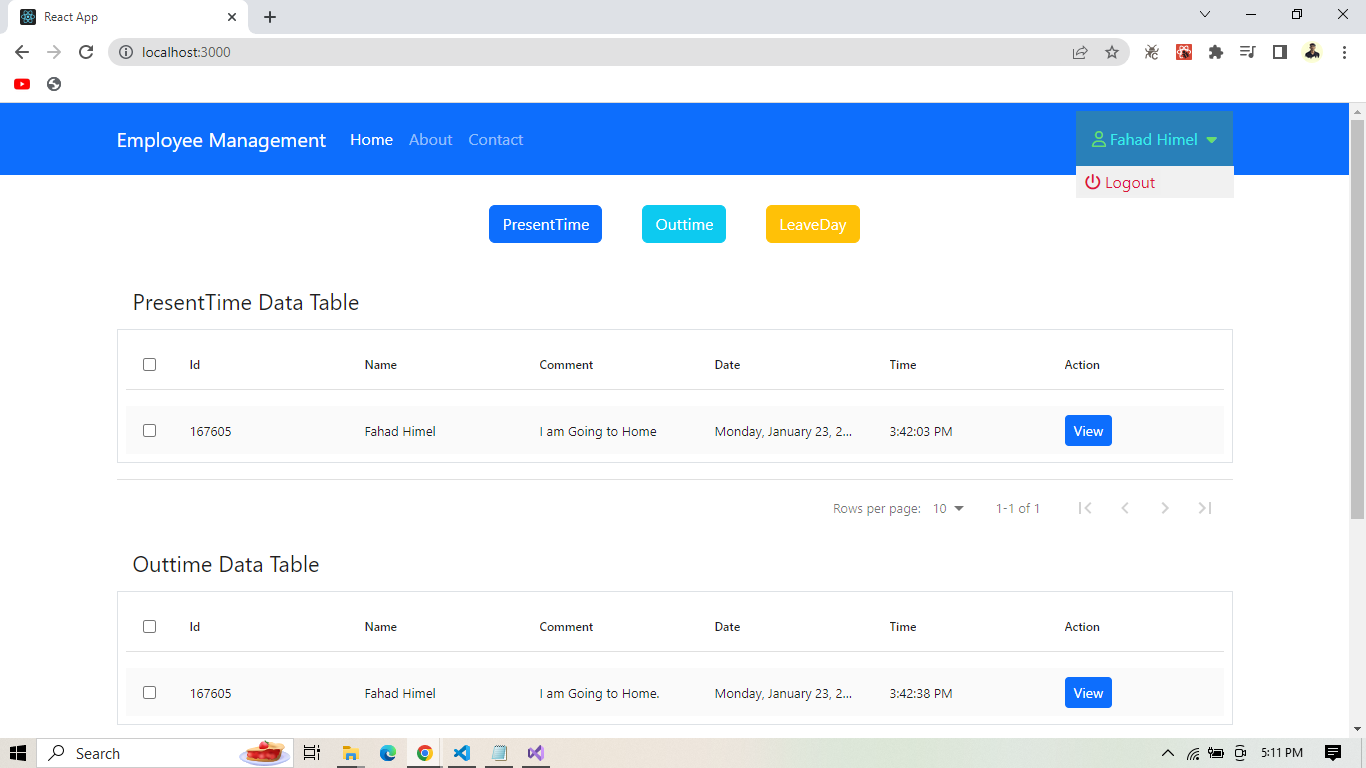 React App
localhost:3000
Employee Management Home About Contact Fahad Himel
Logout
PresentTime Outtime LeaveDay
PresentTime Data Table
Id Name Comment Date Time Action
167605 Fahad Himel I am Going to Home Monday, January 23, 2... 3:42:03 PM View
Rows per page: 10 1-1 of 1
Outtime Data Table
Id Name Comment Date Time Action
167605 Fahad Himel I am Going to Home. Monday, January 23, 2... 3:42:38 PM View
Search 5:11 PM